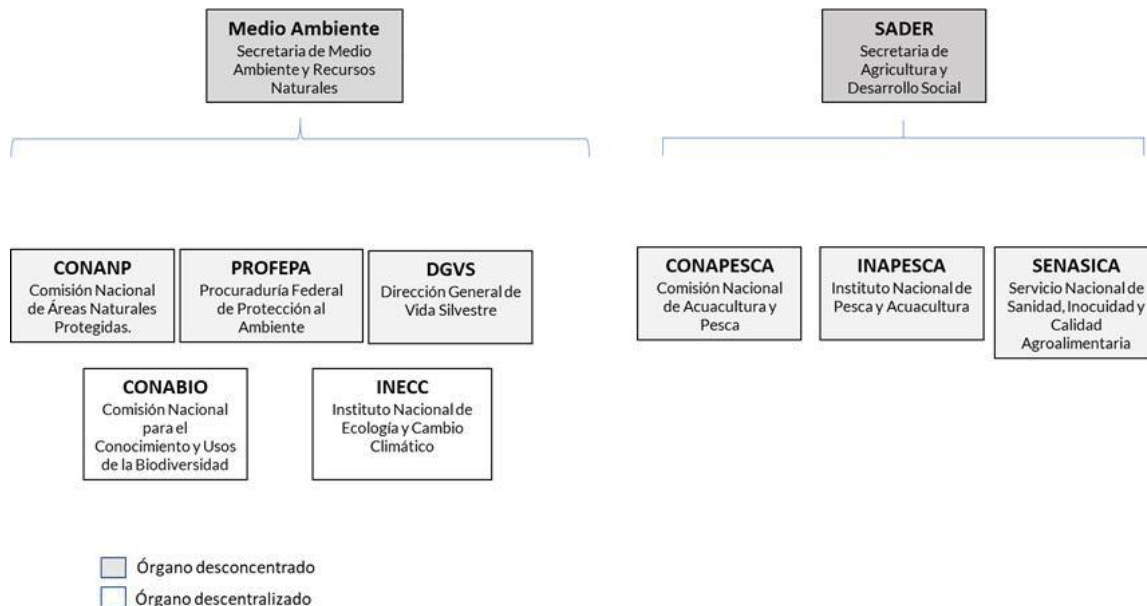 Medio Ambiente
Secretaria de Medio
Ambiente y Recursos
Naturales
SADER
Secretaria de
Agricultura y
Desarrollo Social
CONANP
Comisión Nacional
de Áreas Naturales
Protegidas.
PROFEPA
Procuraduría Federal
de Protección al
Ambiente
DGVS
Dirección General de
Vida Silvestre
CONAPESCA
Comisión Nacional
de Acuacultura y
Pesca
INAPESCA
Instituto Nacional de
Pesca y Acuacultura
SENASICA
Servicio Nacional de
Sanidad, Inocuidad y
Calidad
Agroalimentaria
CONABIO
Comisión Nacional
para el
Conocimiento y Usos
de la Biodiversidad
INECC
Instituto Nacional de
Ecología y Cambio
Climático
Órgano desconcentrado
Órgano descentralizado